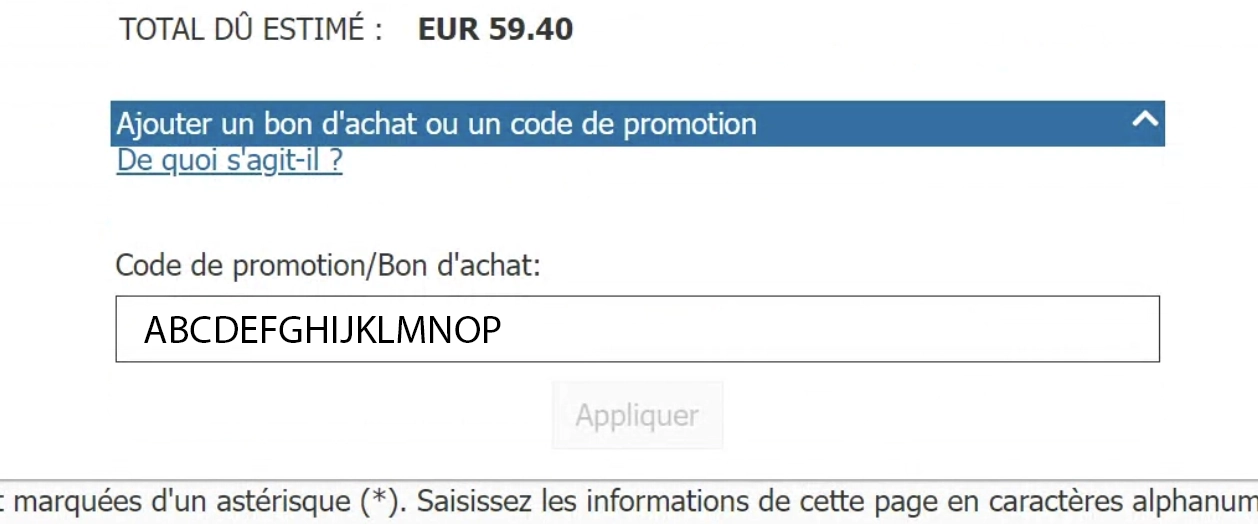 TOTAL DÛ ESTIMÉ : EUR 59.40
Ajouter un bon d'achat ou un code de promotion
De quoi s'agit-il ?
Code de promotion/Bon d'achat:
ABCDEFGHIJKLMNOP
Appliquer
marquées d'un astérisque (*). Saisissez les informations de cette page en caractères